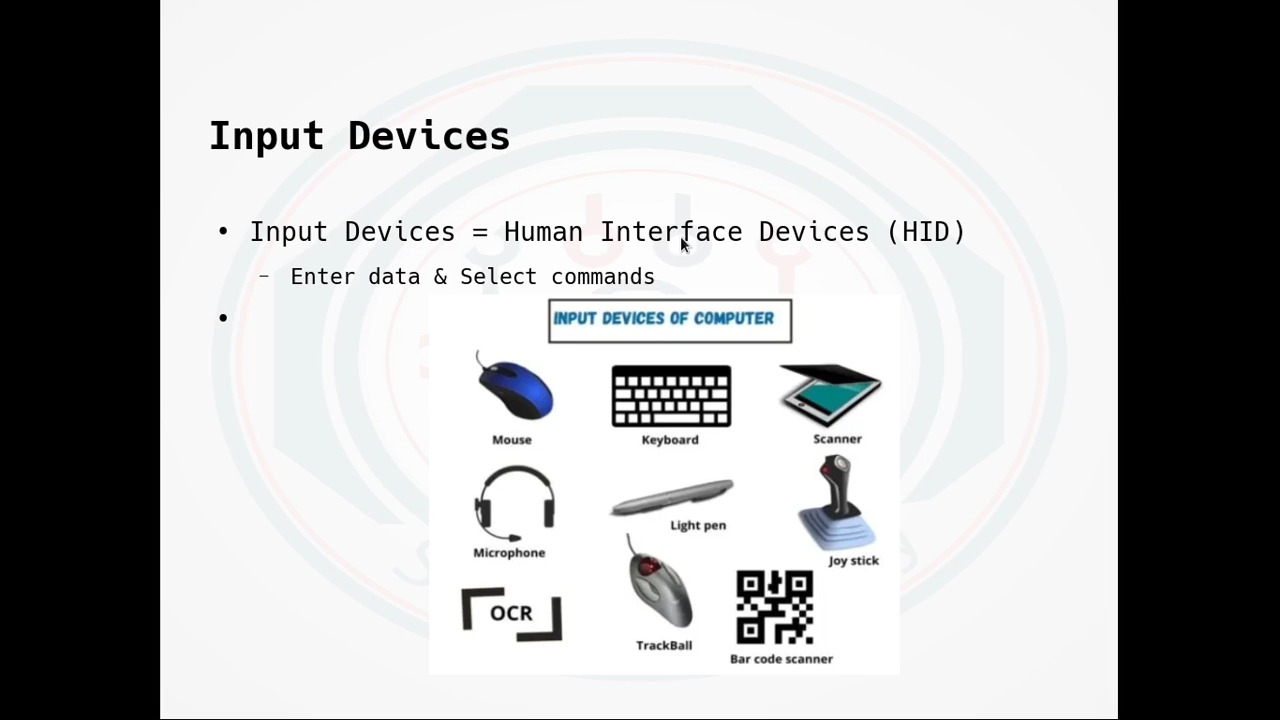 Input Devices
• Input Devices = Human Interface Devices (HID)
– Enter data & Select commands
•
INPUT DEVICES OF COMPUTER
Mouse
Keyboard
Scanner
Microphone
Light pen
Joy stick
OCR
TrackBall
Bar code scanner